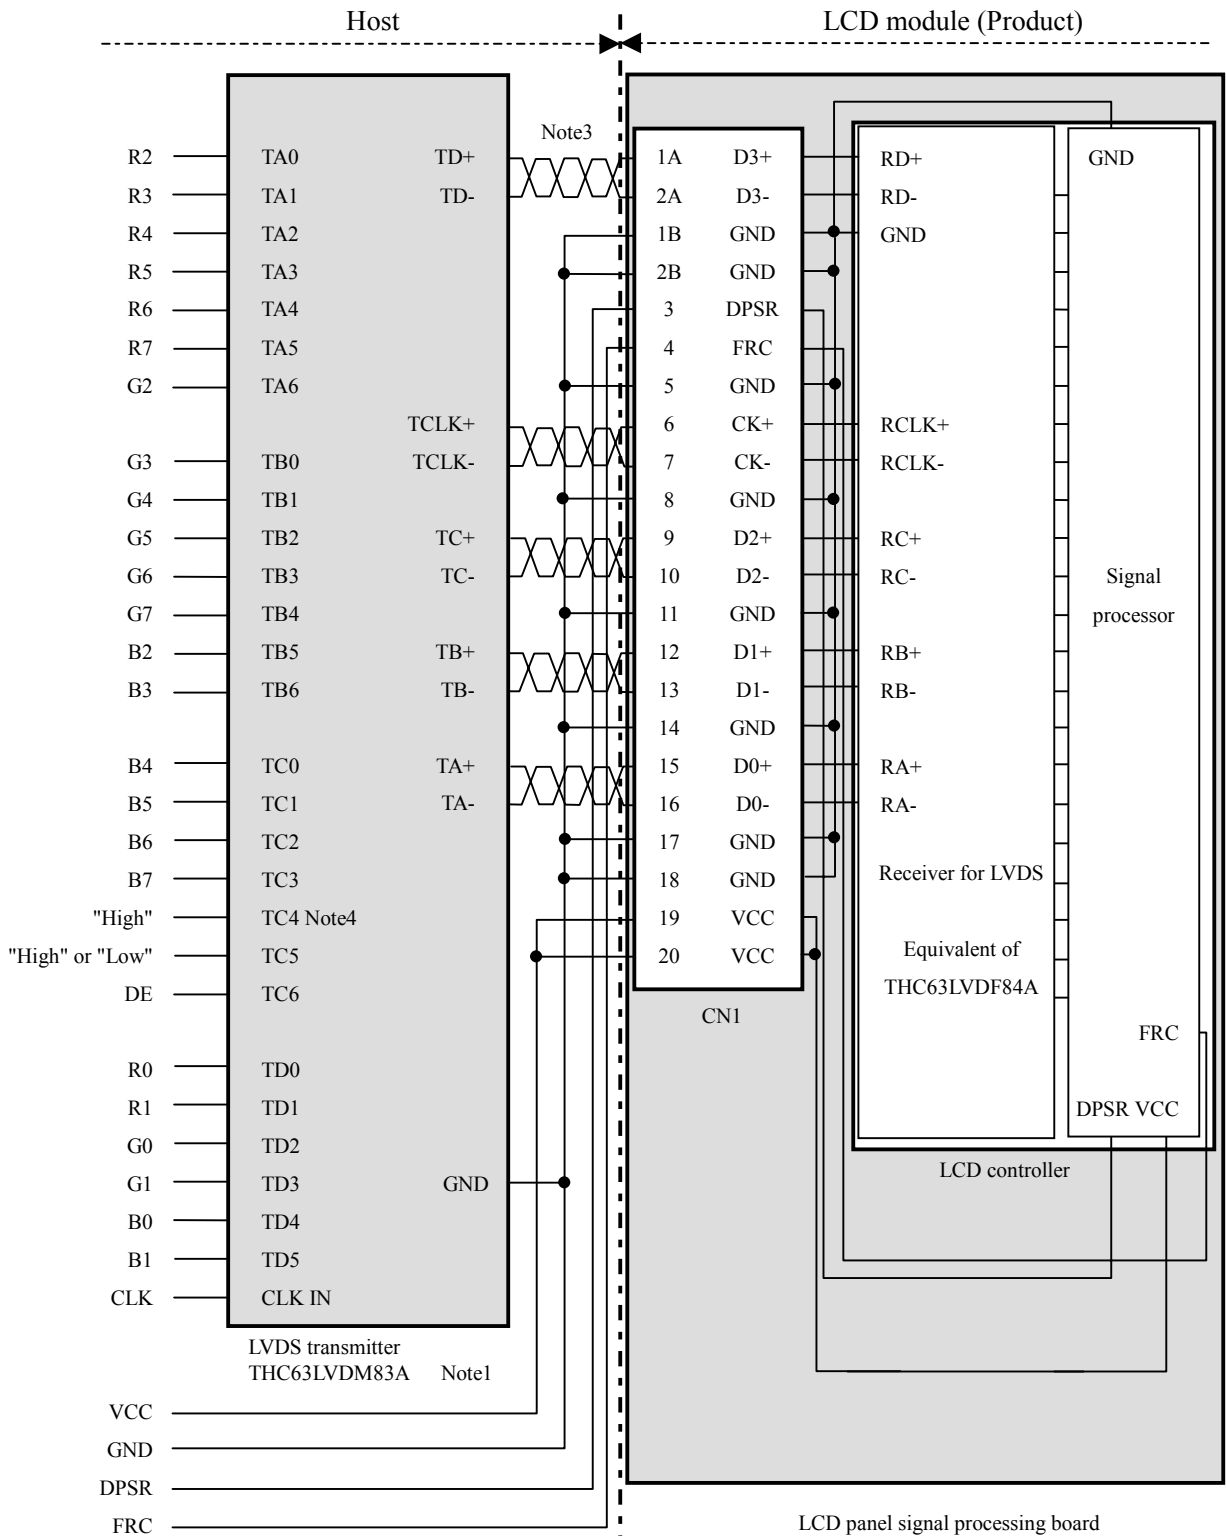 Host LCD module (Product)
Note3
R2 TA0 TD+ 1A D3+ RD+ GND
R3 TA1 TD- 2A D3- RD-
R4 TA2 1B GND GND
R5 TA3 2B GND
R6 TA4 3 DPSR
R7 TA5 4 FRC
G2 TA6 5 GND
TCLK+ 6 CK+ RCLK+
G3 TB0 TCLK- 7 CK- RCLK-
G4 TB1 8 GND
G5 TB2 TC+ 9 D2+ RC+
G6 TB3 TC- 10 D2- RC- Signal
G7 TB4 11 GND processor
B2 TB5 TB+ 12 D1+ RB+
B3 TB6 TB- 13 D1- RB-
14 GND
B4 TC0 TA+ 15 D0+ RA+
B5 TC1 TA- 16 D0- RA-
B6 TC2 17 GND
B7 TC3 18 GND Receiver for LVDS
"High" TC4 Note4 19 VCC
"High" or "Low" TC5 20 VCC Equivalent of
DE TC6 THC63LVDF84A
CN1
FRC
R0 TD0
R1 TD1 DPSR VCC
G0 TD2
G1 TD3 GND LCD controller
B0 TD4
B1 TD5
CLK CLK IN
LVDS transmitter
THC63LVDM83A Note1
VCC
GND
DPSR
FRC LCD panel signal processing board